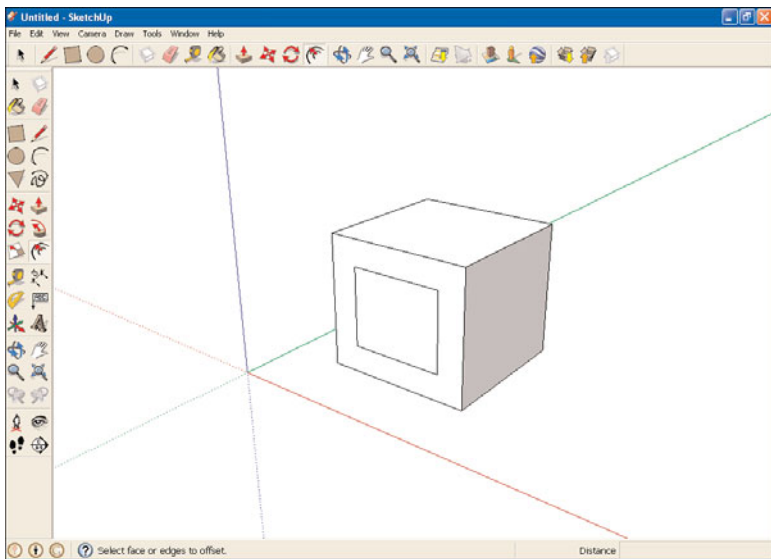 Untitled - SketchUp
File Edit View Camera Draw Tools Window Help
Select face or edges to offset.
Distance